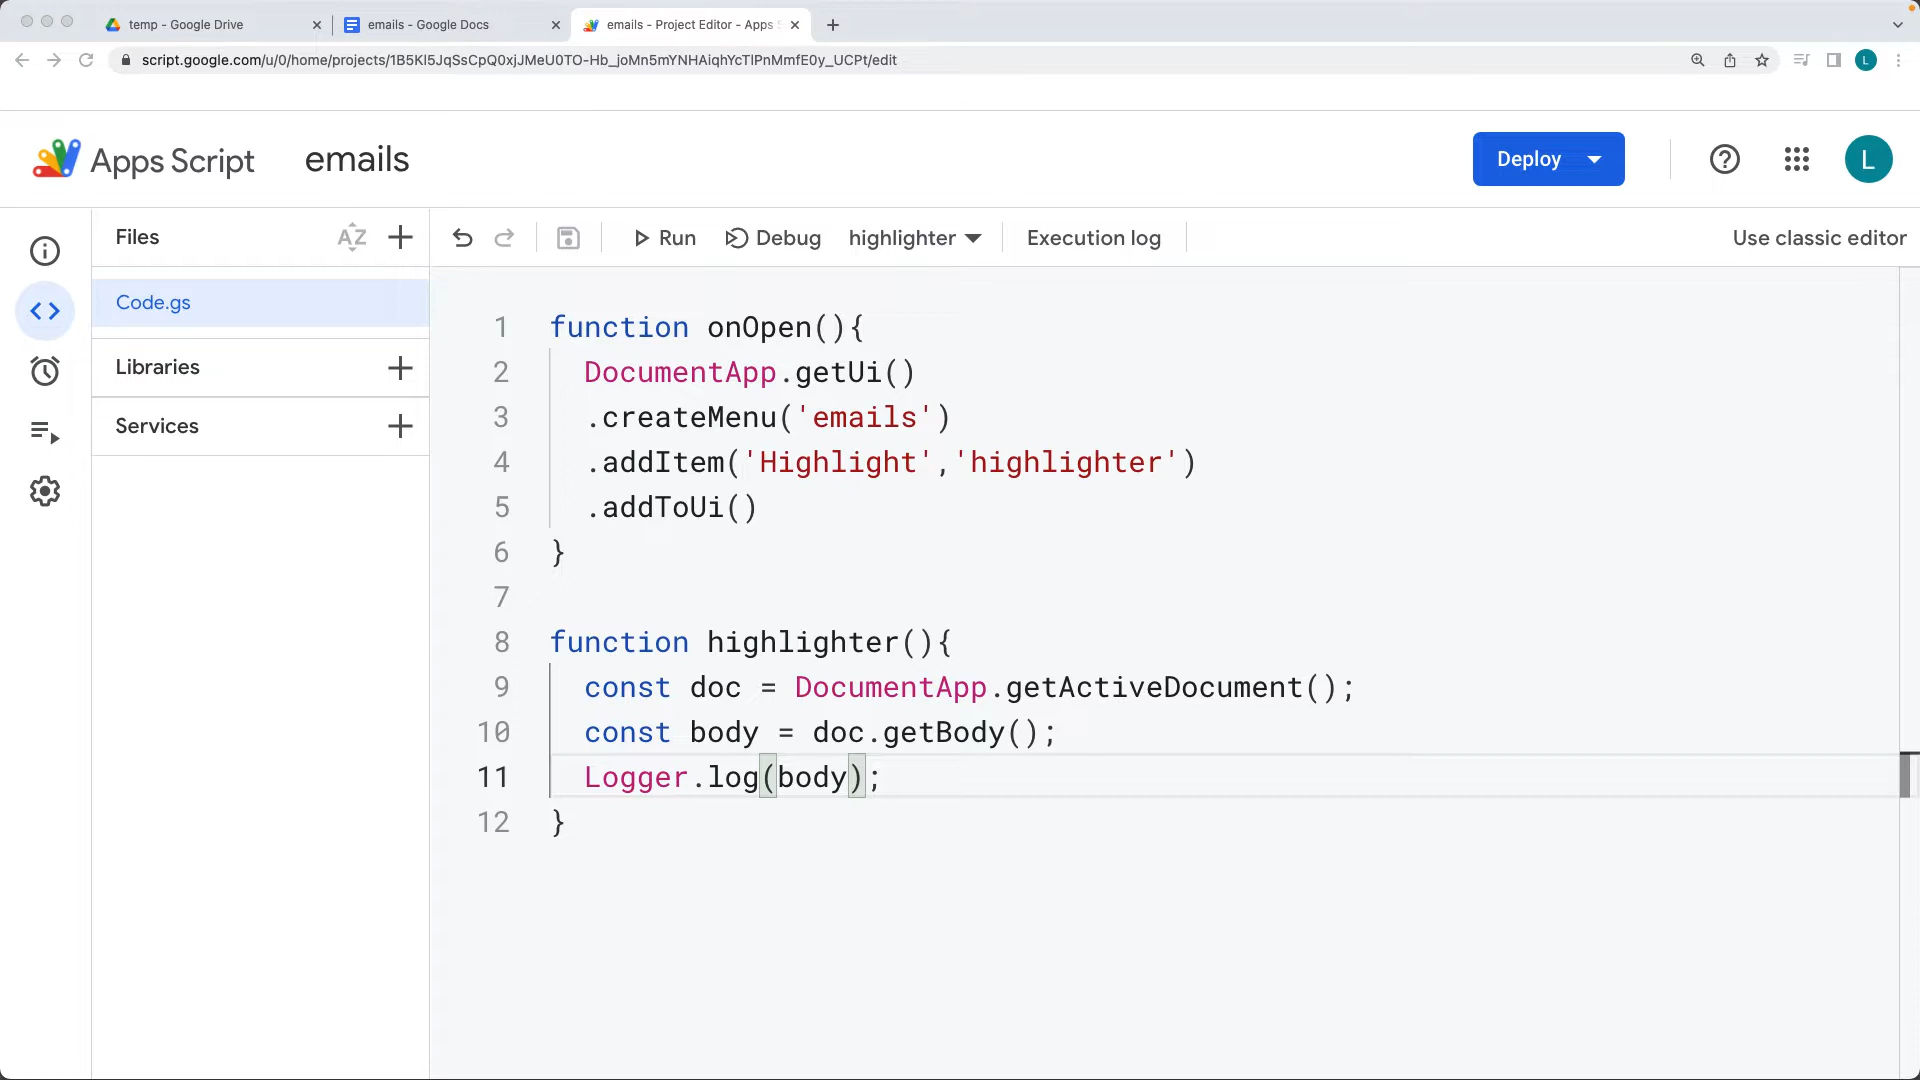 temp - Google Drive
emails - Google Docs
emails - Project Editor - Apps S
script.google.com/u/0/home/projects/1B5Kl5JqSsCpQ0xjJMeU0TO-Hb_joMn5mYNHAiqhYcTlPnMmfE0y_UCPt/edit
L
Apps Script
emails
Deploy
L
Files
AZ
Run
Debug
highlighter
Execution log
Use classic editor
Code.gs
Libraries
Services
1 function onOpen(){
2 DocumentApp.getUi()
3 .createMenu('emails')
4 .addItem('Highlight','highlighter')
5 .addToUi()
6 }
7
8 function highlighter(){
9 const doc = DocumentApp.getActiveDocument();
10 const body = doc.getBody();
11 Logger.log(body);
12 }